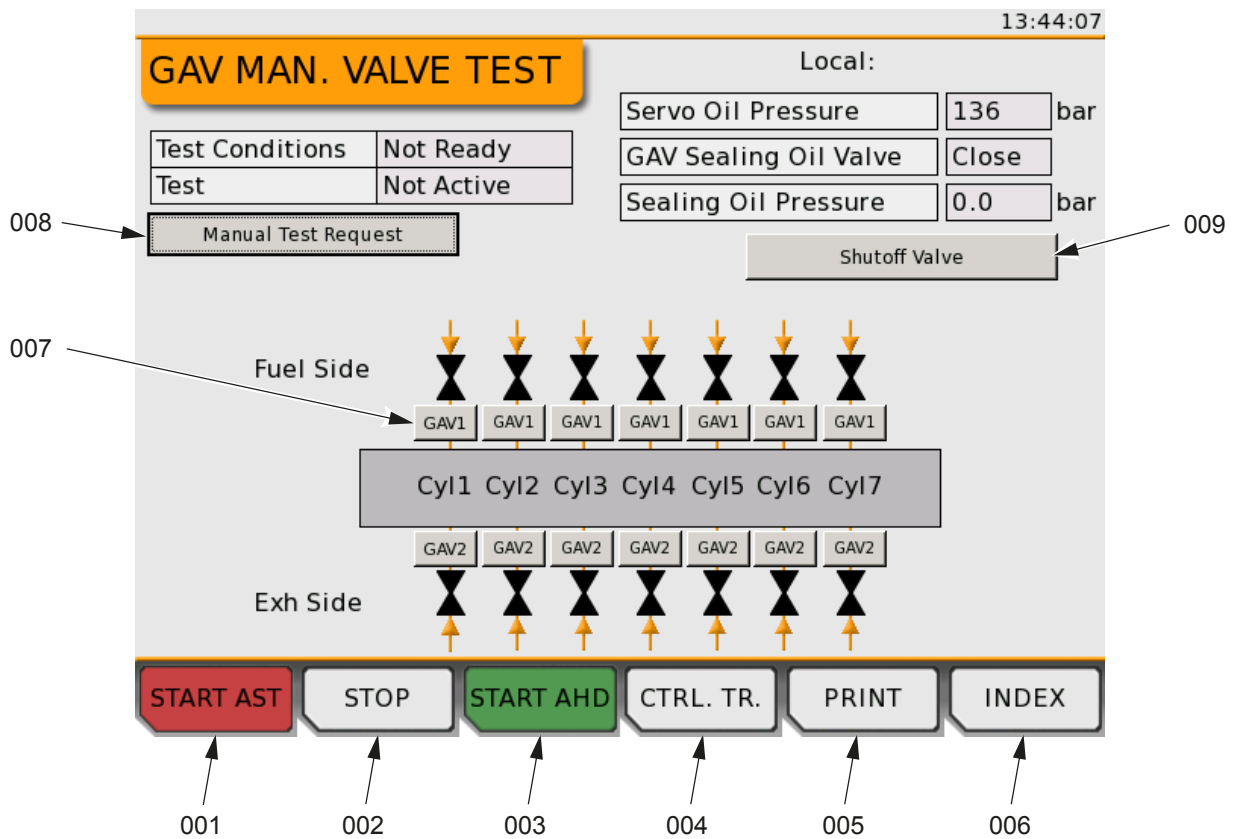 13:44:07
GAV MAN. VALVE TEST
Local:
Servo Oil Pressure 136 bar
Test Conditions Not Ready
GAV Sealing Oil Valve Close
Test Not Active
Sealing Oil Pressure 0.0 bar
008
Manual Test Request
009
Shutoff Valve
007
Fuel Side
GAV1 GAV1 GAV1 GAV1 GAV1 GAV1 GAV1
Cyl1 Cyl2 Cyl3 Cyl4 Cyl5 Cyl6 Cyl7
GAV2 GAV2 GAV2 GAV2 GAV2 GAV2 GAV2
Exh Side
START AST STOP START AHD CTRL. TR. PRINT INDEX
001 002 003 004 005 006